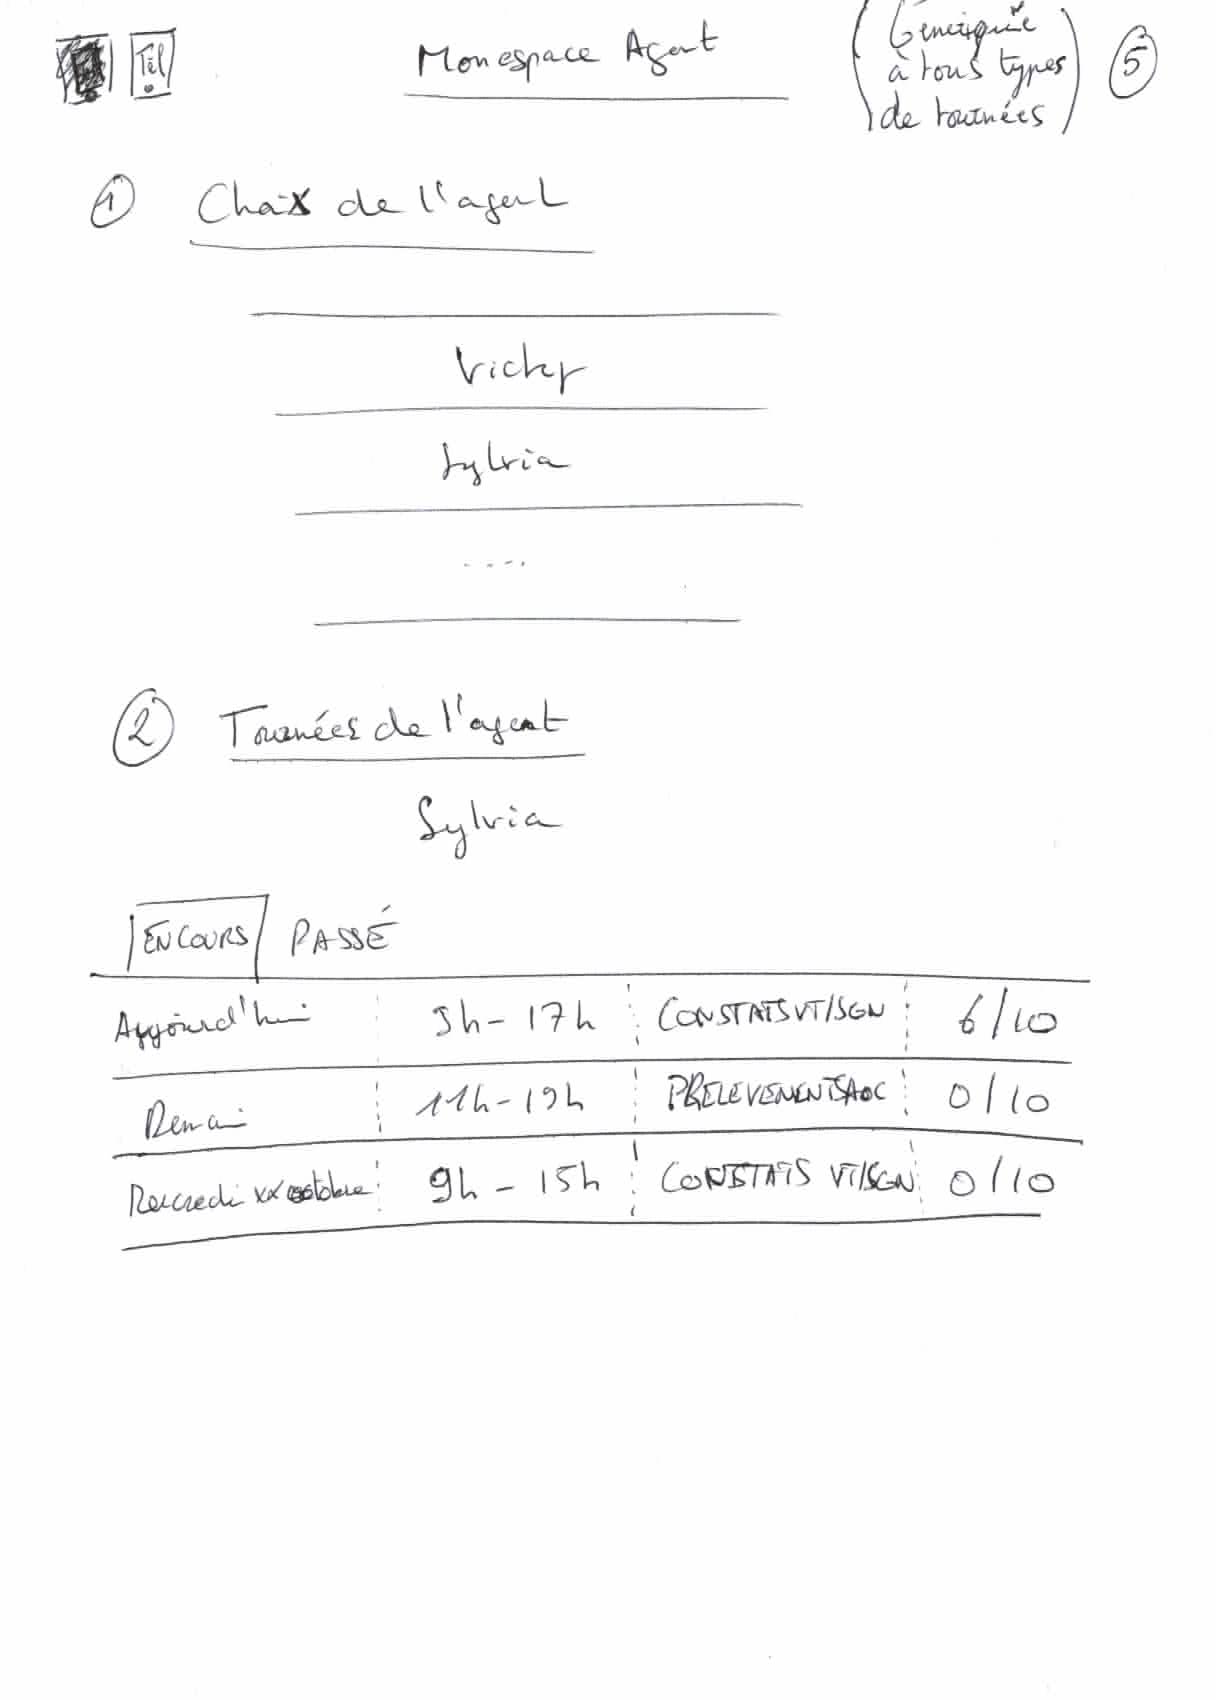 Tél
Mon espace Agent
(Générique
à tous types
de tournées)
5
1 Choix de l'agent
Vicky
Sylvia
....
2 Tournées de l'agent
Sylvia
EN COURS PASSÉ
Aujourd'hui 9h - 17h CONSTATS VT/SGN 6/10
Demain 11h - 19h PRELEVEMENTS AOC 0/10
Mercredi xx octobre 9h - 15h CONSTATS VT/SGN 0/10